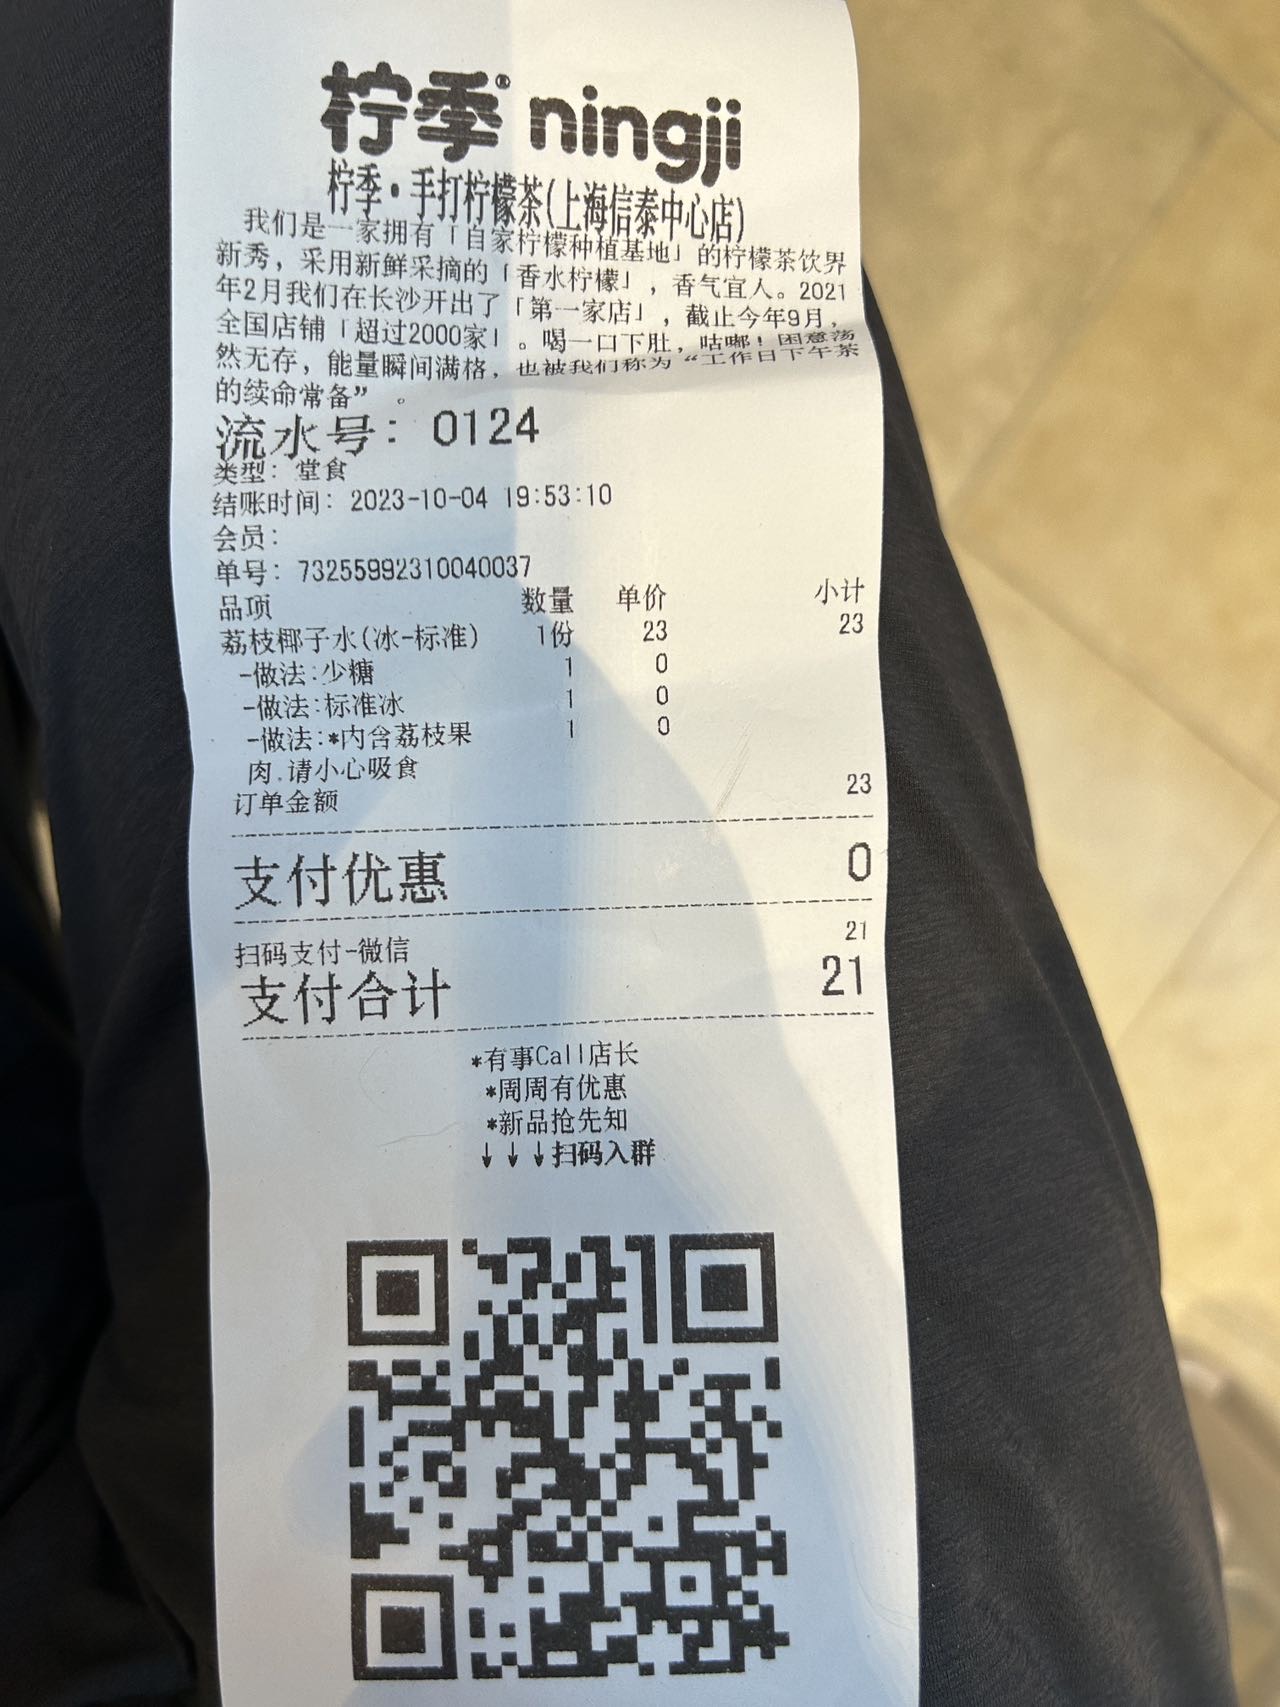 柠季® ningji
柠季·手打柠檬茶(上海信泰中心店)
我们是一家拥有「自家柠檬种植基地」的柠檬茶饮界
新秀，采用新鲜采摘的「香水柠檬」，香气宜人。2021
年2月我们在长沙开出了「第一家店」，截止今年9月，
全国店铺「超过2000家」。喝一口下肚，咕嘟！困意荡
然无存，能量瞬间满格，也被我们称为“工作日下午茶
的续命常备”。
流水号：0124
类型：堂食
结账时间：2023-10-04 19:53:10
会员：
单号：73255992310040037
品项 数量 单价 小计
荔枝椰子水(冰-标准) 1份 23 23
-做法:少糖 1 0
-做法:标准冰 1 0
-做法:*内含荔枝果 1 0
肉.请小心吸食
订单金额 23
支付优惠 0
扫码支付-微信 21
支付合计 21
*有事Call店长
*周周有优惠
*新品抢先知
↓↓↓扫码入群